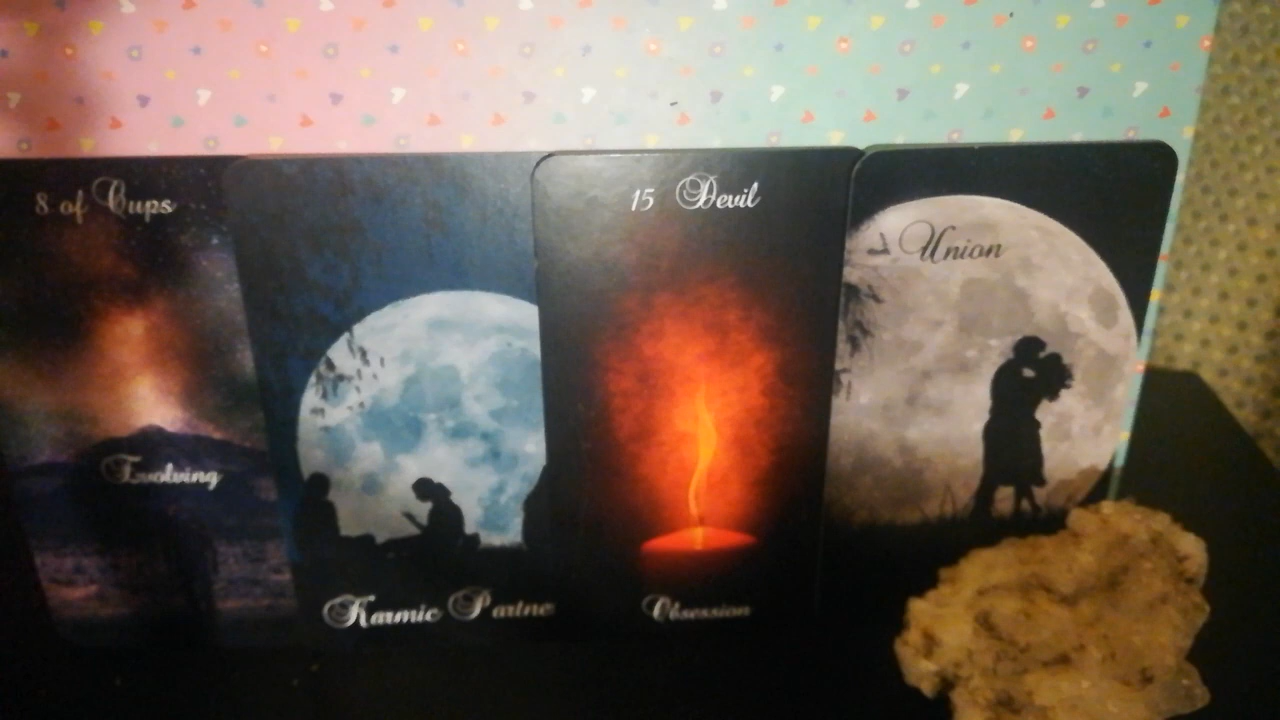 8 of Cups
Evolving
Karmic Partne
15 Devil
Obsession
Union